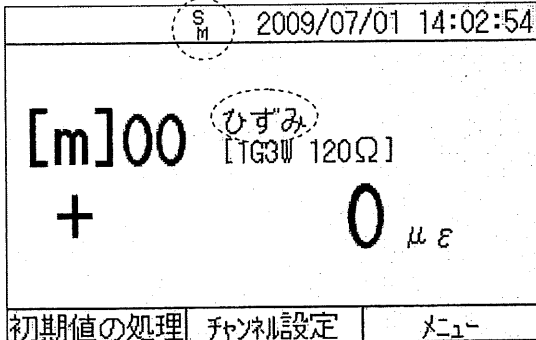 S
M 2009/07/01 14:02:54
[m]00 ひずみ
[1G3W 120Ω]
+ 0 με
初期値の処理 チャンネル設定 メニュー